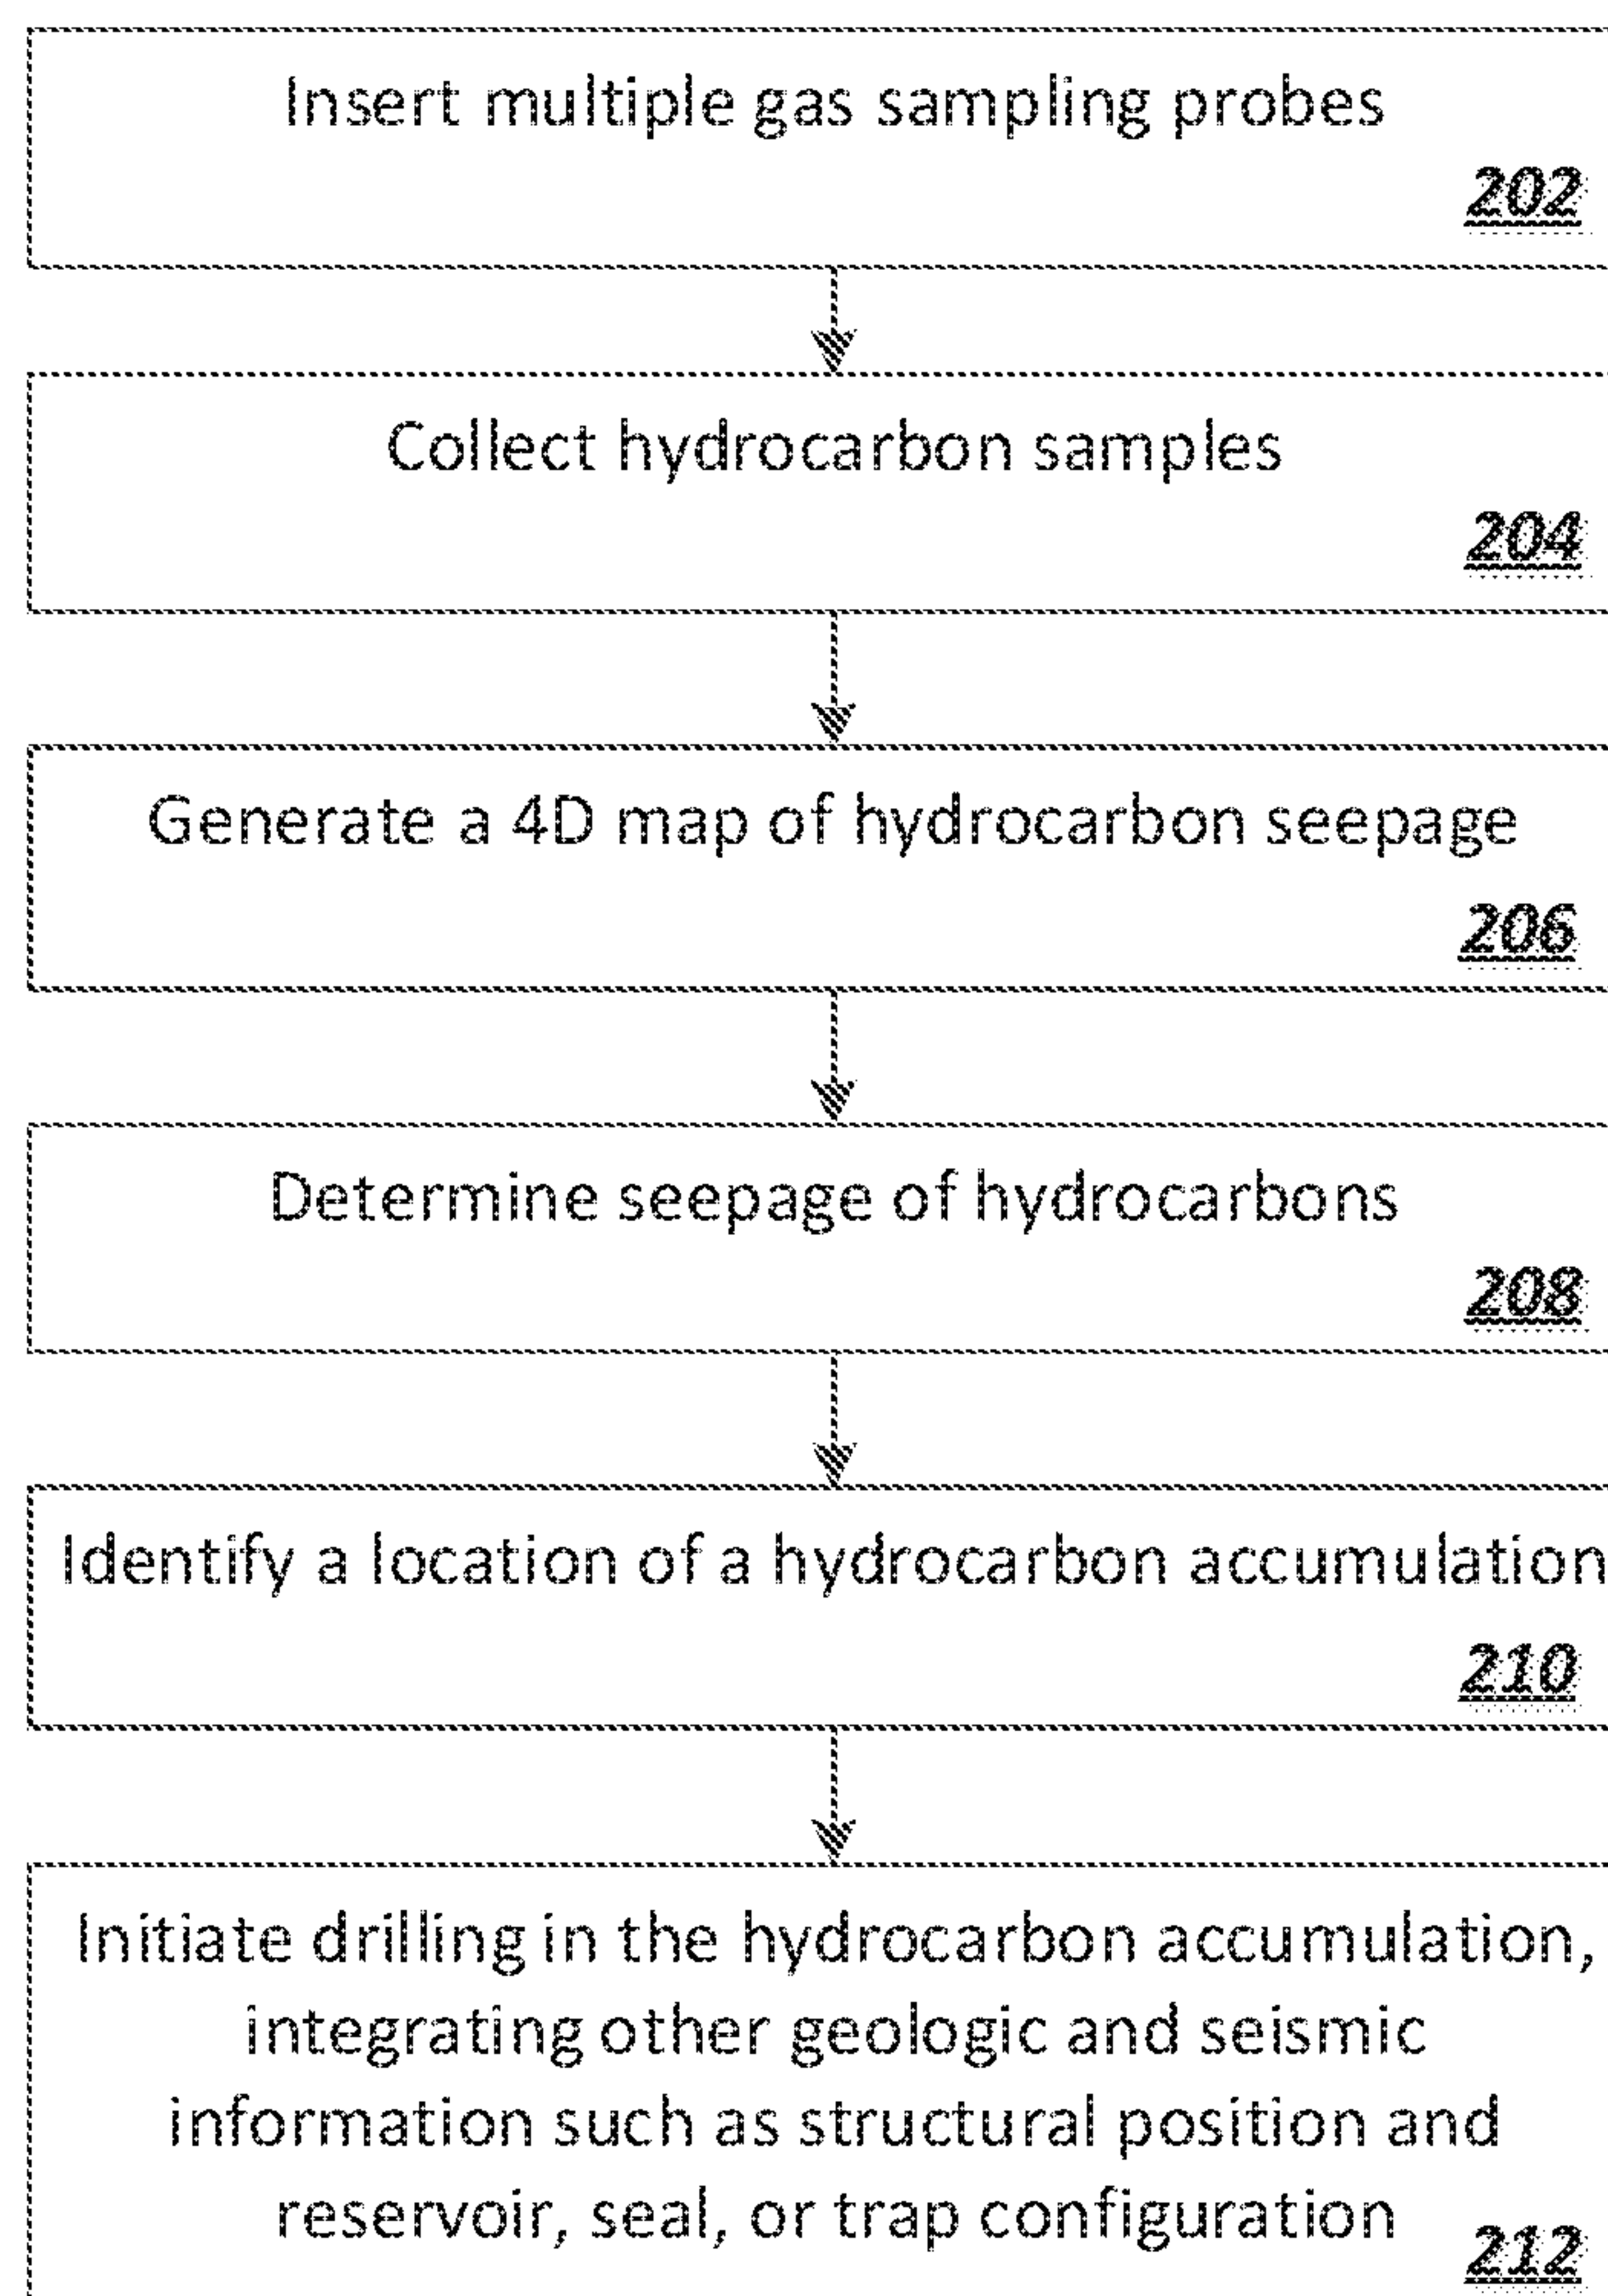 Insert multiple gas sampling probes
202
Collect hydrocarbon samples
204
Generate a 4D map of hydrocarbon seepage
206
Determine seepage of hydrocarbons
208
Identify a location of a hydrocarbon accumulation
210
Initiate drilling in the hydrocarbon accumulation,
integrating other geologic and seismic
information such as structural position and
reservoir, seal, or trap configuration
212